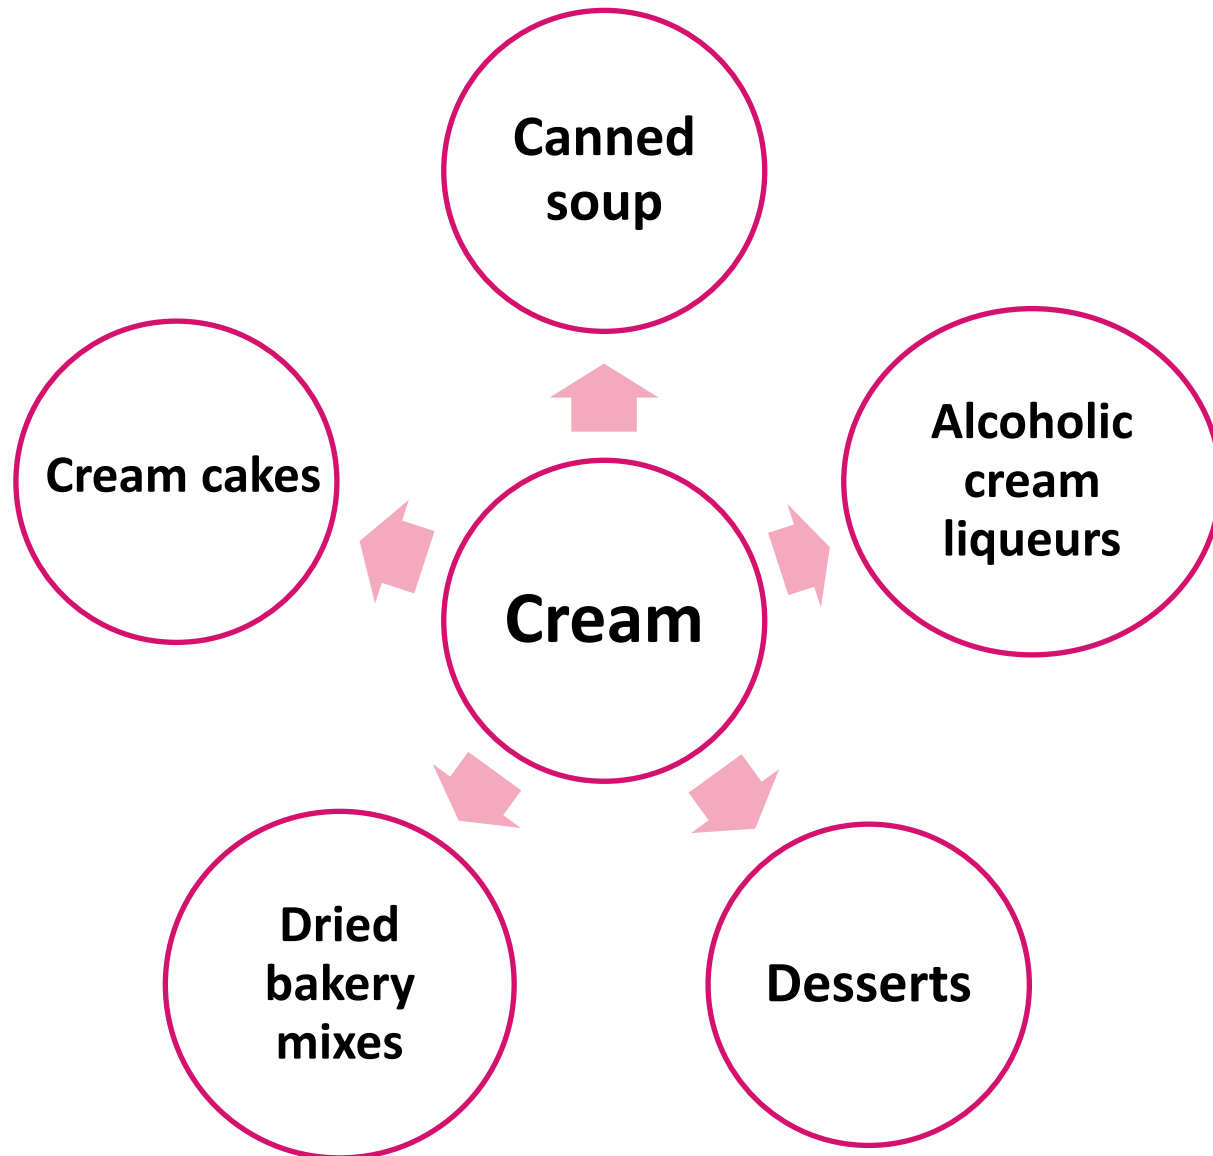 Canned
soup
Alcoholic
cream
liqueurs
Cream cakes
Cream
Dried
bakery
mixes
Desserts